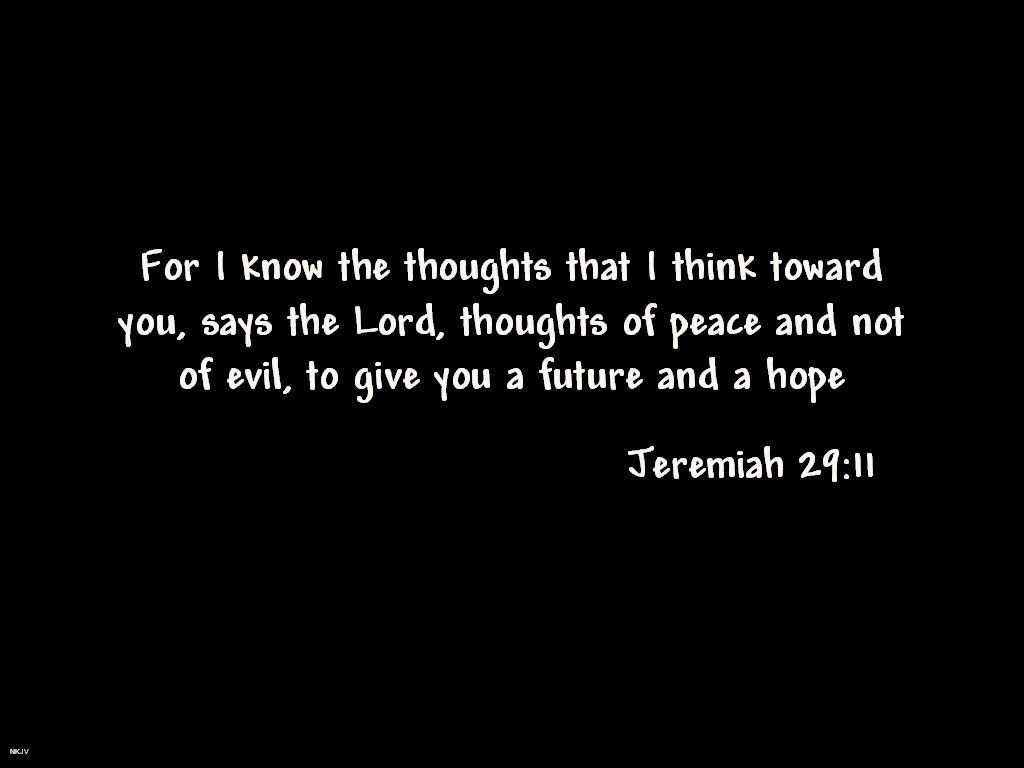 For I know the thoughts that I think toward
you, says the Lord, thoughts of peace and not
of evil, to give you a future and a hope
Jeremiah 29:11
NKJV